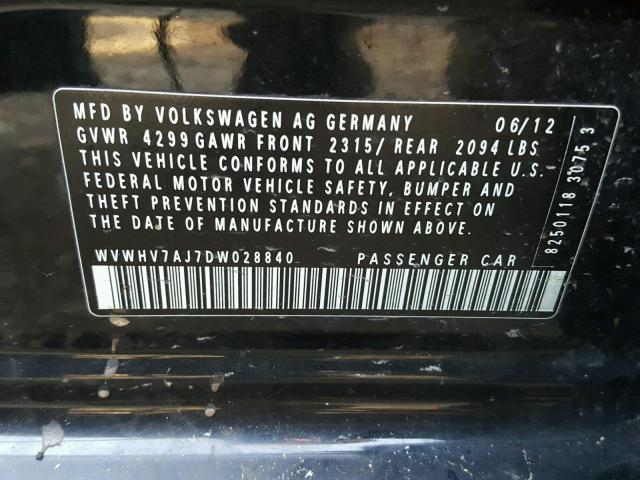 MFD BY VOLKSWAGEN AG GERMANY 06/12
GVWR 4299 GAWR FRONT 2315/ REAR 2094 LBS
THIS VEHICLE CONFORMS TO ALL APPLICABLE U.S.
FEDERAL MOTOR VEHICLE SAFETY, BUMPER AND
THEFT PREVENTION STANDARDS IN EFFECT ON
THE DATE OF MANUFACTURE SHOWN ABOVE.
WVWHV7AJ7DW028840 PASSENGER CAR
8250118 30753